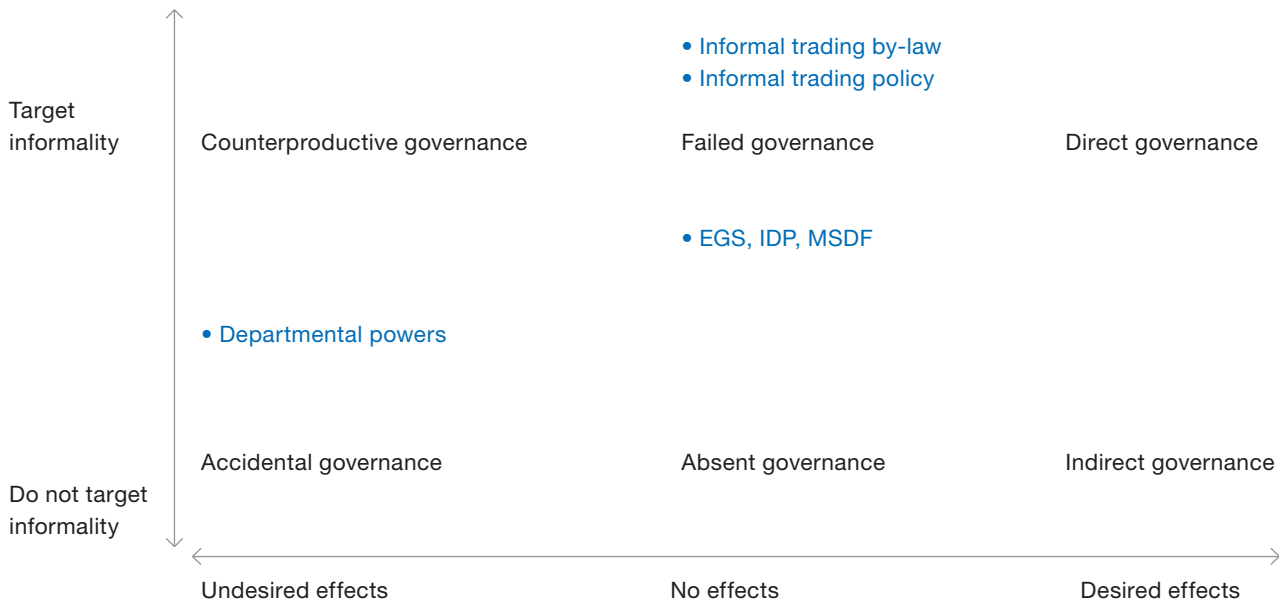 • Informal trading by-law
• Informal trading policy
Target
informality
Counterproductive governance
Failed governance
Direct governance
• EGS, IDP, MSDF
• Departmental powers
Accidental governance
Absent governance
Indirect governance
Do not target
informality
Undesired effects
No effects
Desired effects